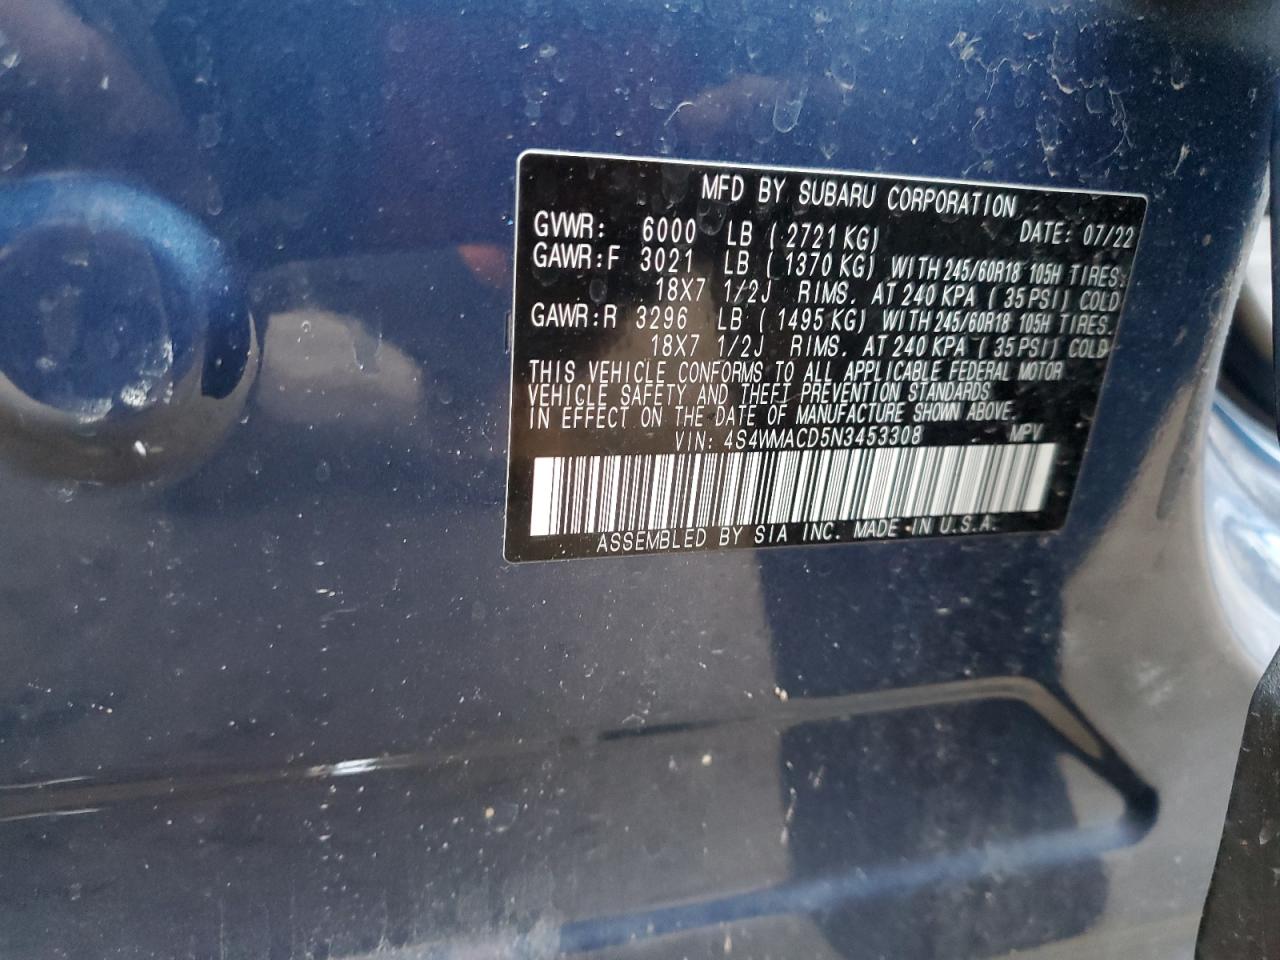 MFD BY SUBARU CORPORATION
GVWR: 6000 LB ( 2721 KG) DATE: 07/22
GAWR:F 3021 LB ( 1370 KG) WITH 245/60R18 105H TIRES.
18X7 1/2J RIMS. AT 240 KPA ( 35 PSI) COLD
GAWR:R 3296 LB ( 1495 KG) WITH 245/60R18 105H TIRES.
18X7 1/2J RIMS. AT 240 KPA ( 35 PSI) COLD
THIS VEHICLE CONFORMS TO ALL APPLICABLE FEDERAL MOTOR
VEHICLE SAFETY AND THEFT PREVENTION STANDARDS
IN EFFECT ON THE DATE OF MANUFACTURE SHOWN ABOVE.
VIN: 4S4WMACD5N3453308 MPV
ASSEMBLED BY SIA INC. MADE IN U.S.A.